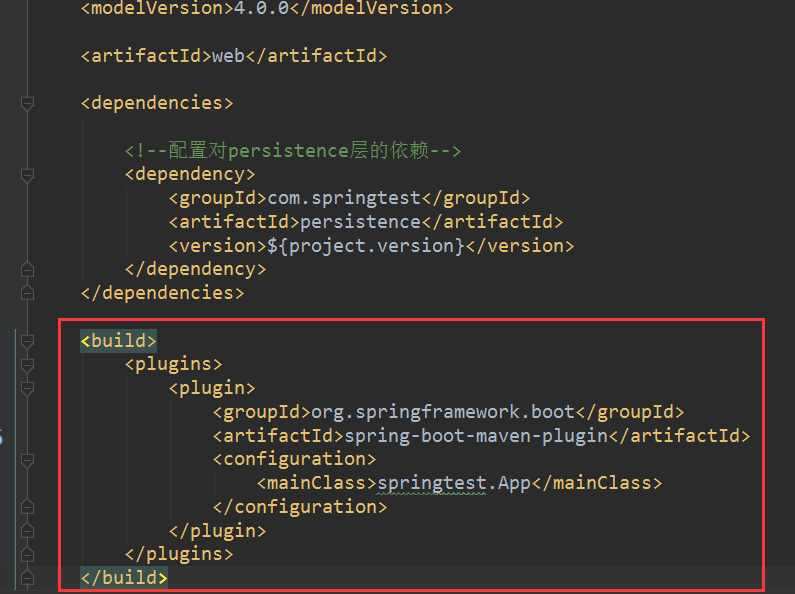 <modelVersion>4.0.0</modelVersion>
<artifactId>web</artifactId>
<dependencies>
<!--配置对persistence层的依赖-->
<dependency>
<groupId>com.springtest</groupId>
<artifactId>persistence</artifactId>
<version>${project.version}</version>
</dependency>
</dependencies>
<build>
<plugins>
<plugin>
<groupId>org.springframework.boot</groupId>
<artifactId>spring-boot-maven-plugin</artifactId>
<configuration>
<mainClass>springtest.App</mainClass>
</configuration>
</plugin>
</plugins>
</build>